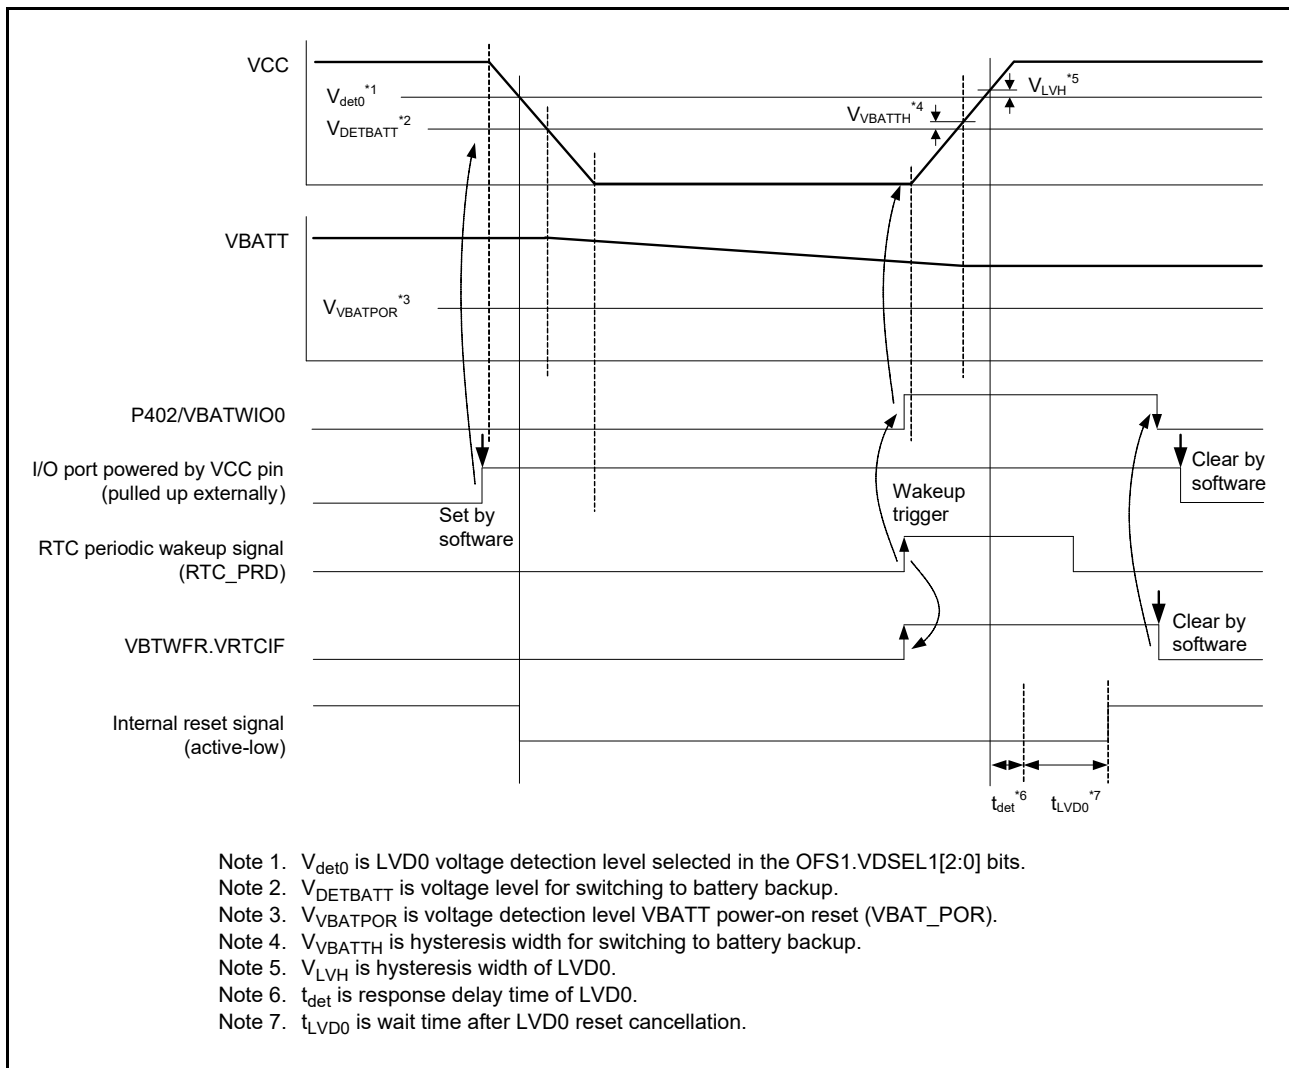 VCC
Vdet0*1
VDETBATT*2
VVBATTH*4
VLVH*5
VBATT
VVBATPOR*3
P402/VBATWIO0
I/O port powered by VCC pin
(pulled up externally)
Set by
software
Wakeup
trigger
Clear by
software
RTC periodic wakeup signal
(RTC_PRD)
VBTWFR.VRTCIF
Clear by
software
Internal reset signal
(active-low)
tdet*6
tLVD0*7
Note 1. Vdet0 is LVD0 voltage detection level selected in the OFS1.VDSEL1[2:0] bits.
Note 2. VDETBATT is voltage level for switching to battery backup.
Note 3. VVBATPOR is voltage detection level VBATT power-on reset (VBAT_POR).
Note 4. VVBATTH is hysteresis width for switching to battery backup.
Note 5. VLVH is hysteresis width of LVD0.
Note 6. tdet is response delay time of LVD0.
Note 7. tLVD0 is wait time after LVD0 reset cancellation.